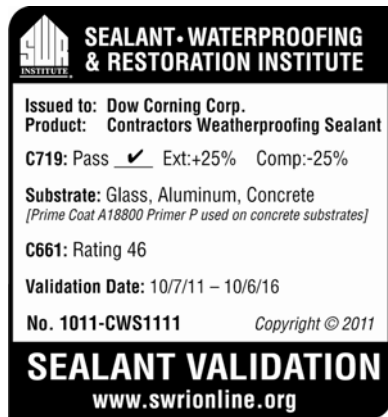 SWR
INSTITUTE
SEALANT • WATERPROOFING
& RESTORATION INSTITUTE
Issued to: Dow Corning Corp.
Product: Contractors Weatherproofing Sealant
C719: Pass ✔ Ext:+25% Comp:-25%
Substrate: Glass, Aluminum, Concrete
[Prime Coat A18800 Primer P used on concrete substrates]
C661: Rating 46
Validation Date: 10/7/11 – 10/6/16
No. 1011-CWS1111 Copyright © 2011
SEALANT VALIDATION
www.swrionline.org